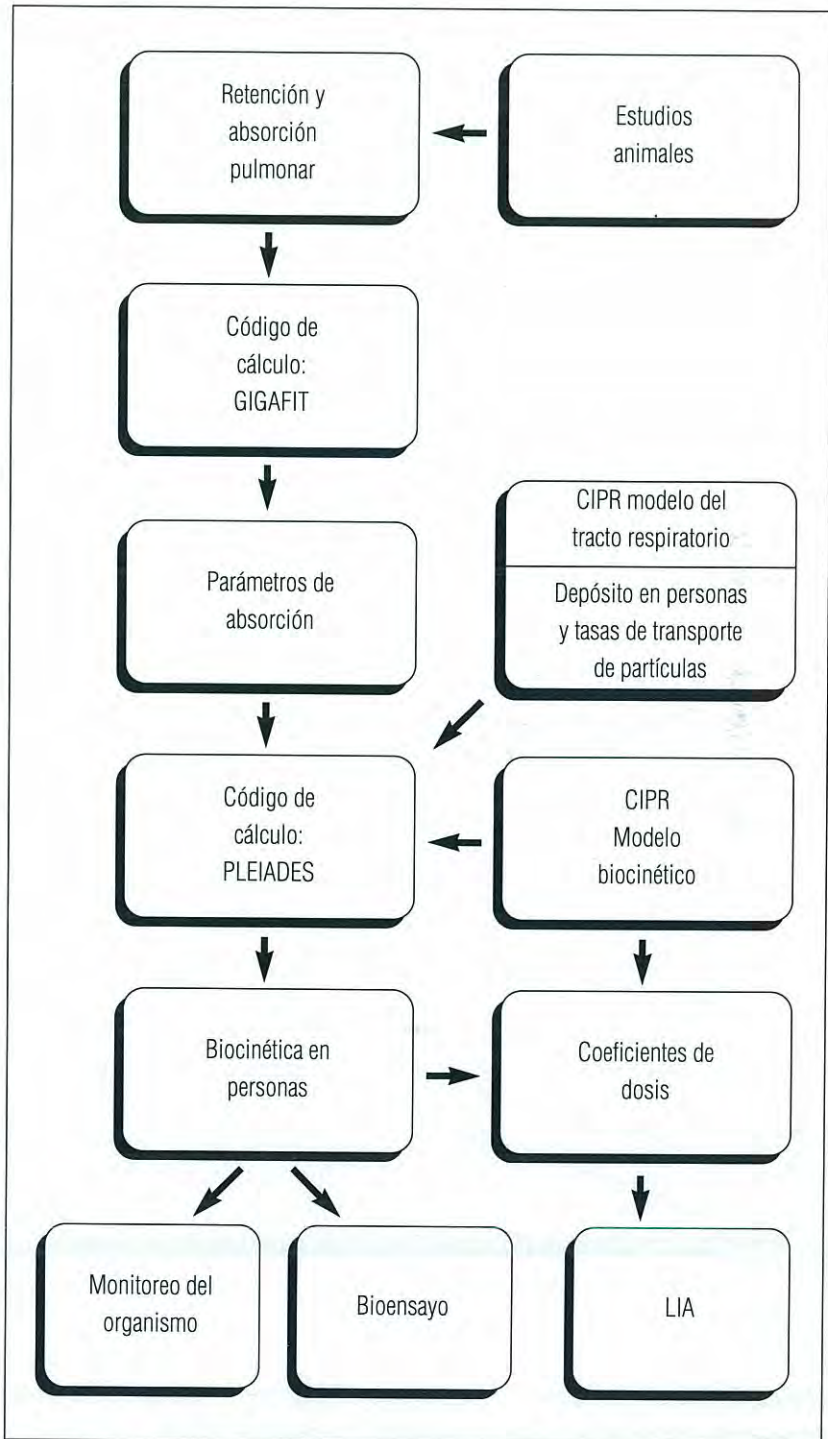 Retención y
absorción
pulmonar
Estudios
animales
Código de
cálculo:
GIGAFIT
Parámetros de
absorción
CIPR modelo del
tracto respiratorio
Depósito en personas
y tasas de transporte
de partículas
Código de
cálculo:
PLEIADES
CIPR
Modelo
biocinético
Biocinética en
personas
Coeficientes de
dosis
Monitoreo del
organismo
Bioensayo
LIA